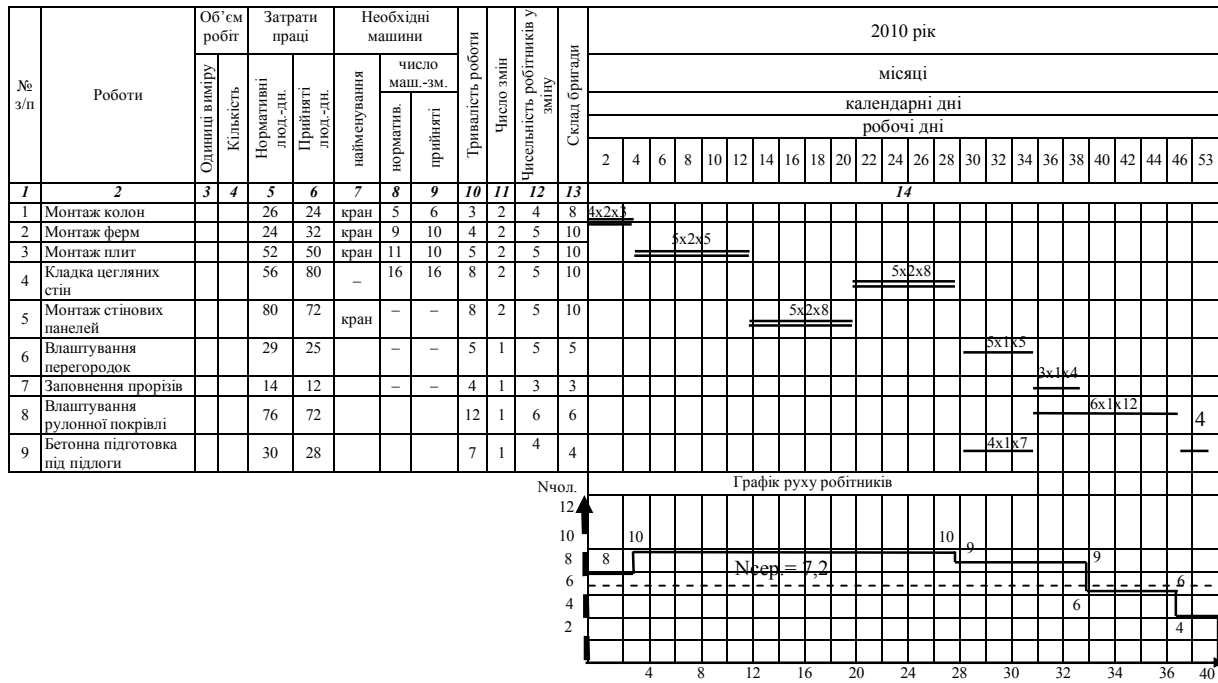 № з/п
Роботи
Об’єм робіт
Одиниці виміру
Кількість
Затрати праці
Нормативні люд.-дн.
Прийняті люд.-дн.
Необхідні машини
найменування
число маш.-зм.
норматив.
прийняті
Тривалість роботи
Число змін
Чисельність робітників у зміну
Склад бригади
2010 рік
місяці
календарні дні
робочі дні
2 4 6 8 10 12 14 16 18 20 22 24 26 28 30 32 34 36 38 40 42 44 46 53
1 2 3 4 5 6 7 8 9 10 11 12 13 14
1 Монтаж колон 26 24 кран 5 6 3 2 4 8 4х2х3
2 Монтаж ферм 24 32 кран 9 10 4 2 5 10
3 Монтаж плит 52 50 кран 11 10 5 2 5 10 5х2х5
4 Кладка цегляних стін 56 80 – 16 16 8 2 5 10 5х2х8
5 Монтаж стінових панелей 80 72 кран – – 8 2 5 10 5х2х8
6 Влаштування перегородок 29 25 – – 5 1 5 5 5х1х5
7 Заповнення прорізів 14 12 – – 4 1 3 3 3х1х4
8 Влаштування рулонної покрівлі 76 72 12 1 6 6 6х1х12 4
9 Бетонна підготовка під підлоги 30 28 7 1 4 4 4х1х7
Nчол.
Графік руху робітників
12
10
8
6
4
2
8 10 10 9 9 6 6 4
Nсер.= 7,2
4 8 12 16 20 24 28 30 32 34 36 40